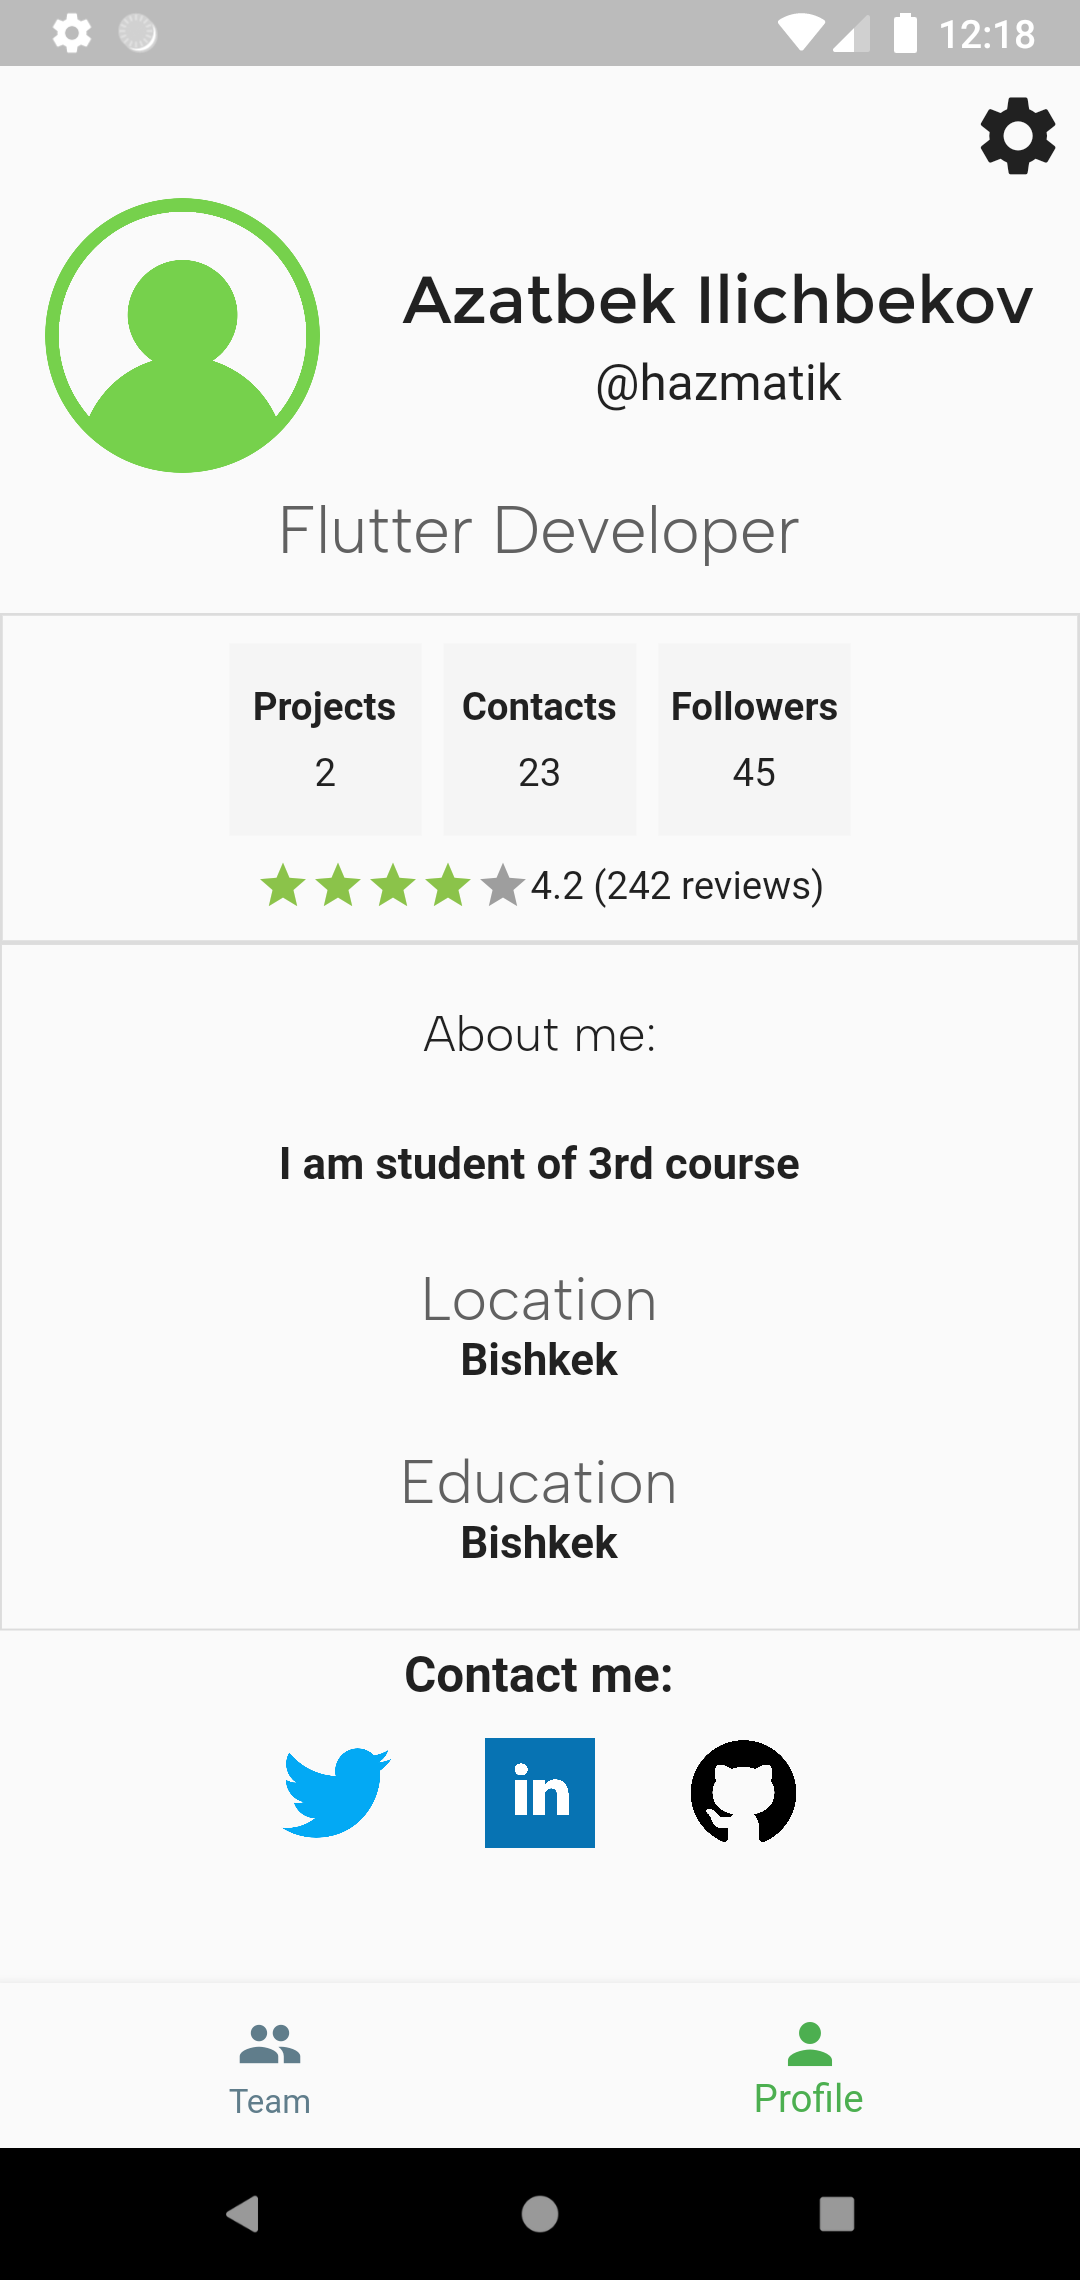 12:18
Azatbek Ilichbekov
@hazmatik
Flutter Developer
Projects Contacts Followers
2 23 45
4.2 (242 reviews)
About me:
I am student of 3rd course
Location
Bishkek
Education
Bishkek
Contact me:
in
Team Profile